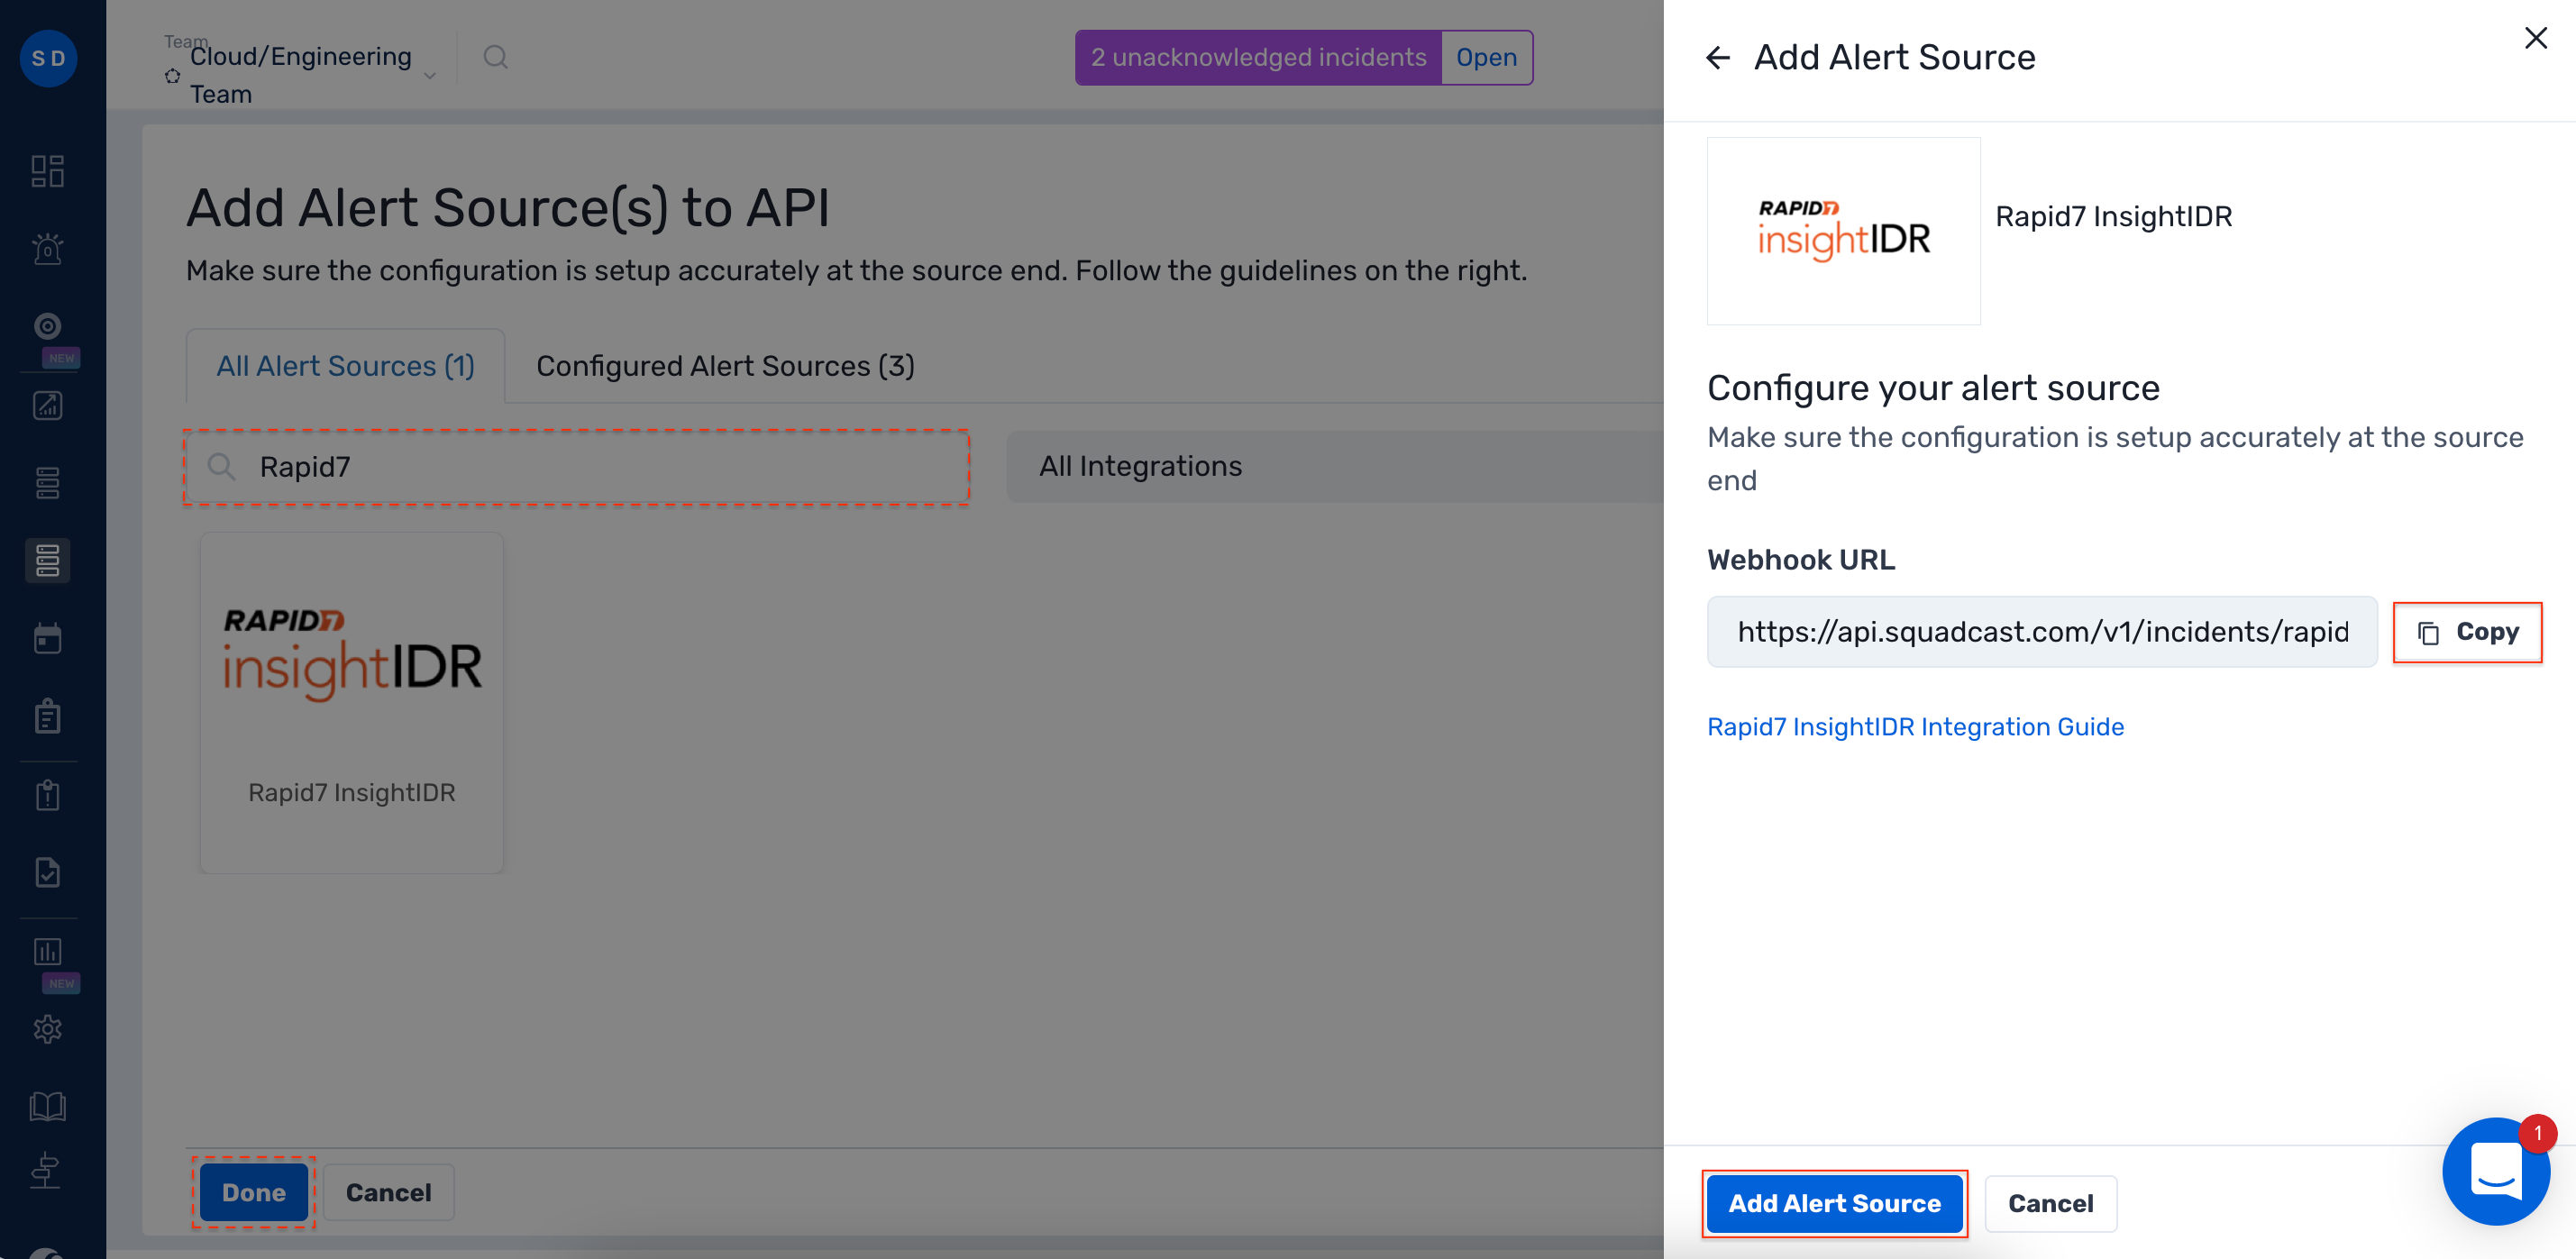 S D
Team
Cloud/Engineering
Team
2 unacknowledged incidents
Open
Add Alert Source(s) to API
Make sure the configuration is setup accurately at the source end. Follow the guidelines on the right.
All Alert Sources (1)
Configured Alert Sources (3)
Rapid7
All Integrations
RAPID7
insightIDR
Rapid7 InsightIDR
Done
Cancel
0
NEW
NEW
Add Alert Source
RAPID7
insightIDR
Rapid7 InsightIDR
Configure your alert source
Make sure the configuration is setup accurately at the source
end
Webhook URL
https://api.squadcast.com/v1/incidents/rapid
Copy
Rapid7 InsightIDR Integration Guide
Add Alert Source
Cancel
1